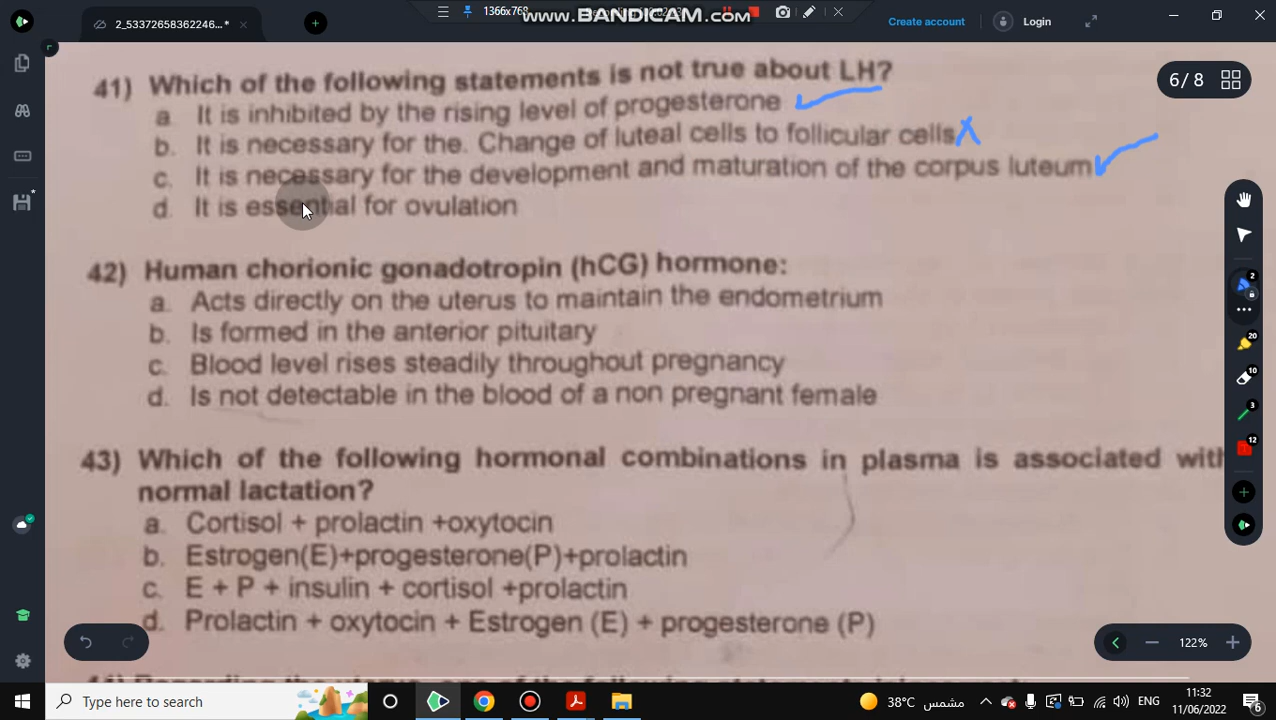 2_53372658362246...*
1366x768
WWW.BANDICAM.COM
Create account
Login
6/8
41) Which of the following statements is not true about LH?
a. It is inhibited by the rising level of progesterone
b. It is necessary for the. Change of luteal cells to follicular cells
c. It is necessary for the development and maturation of the corpus luteum
d. It is essential for ovulation
42) Human chorionic gonadotropin (hCG) hormone:
a. Acts directly on the uterus to maintain the endometrium
b. Is formed in the anterior pituitary
c. Blood level rises steadily throughout pregnancy
d. Is not detectable in the blood of a non pregnant female
43) Which of the following hormonal combinations in plasma is associated with
normal lactation?
a. Cortisol + prolactin +oxytocin
b. Estrogen(E)+progesterone(P)+prolactin
c. E + P + insulin + cortisol +prolactin
d. Prolactin + oxytocin + Estrogen (E) + progesterone (P)
2
20
10
3
12
122%
Type here to search
38°C مشمس
ENG
11:32
11/06/2022
6